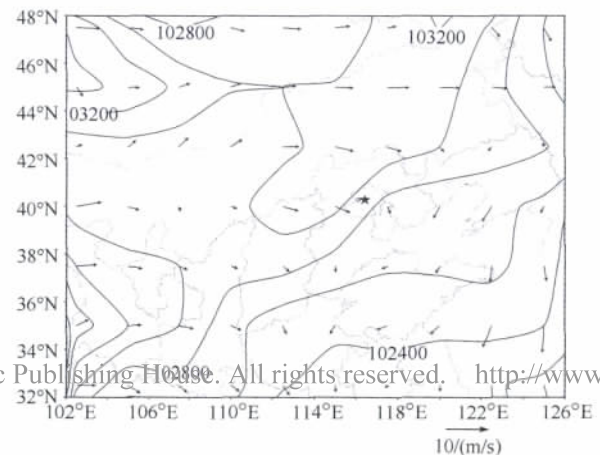 48°N
102800
103200
46°N
44°N
03200
42°N
40°N
38°N
36°N
34°N
102400
02800
c Publishing House. All rights reserved. http://www
32°N
102°E 106°E 110°E 114°E 118°E 122°E 126°E
10/(m/s)